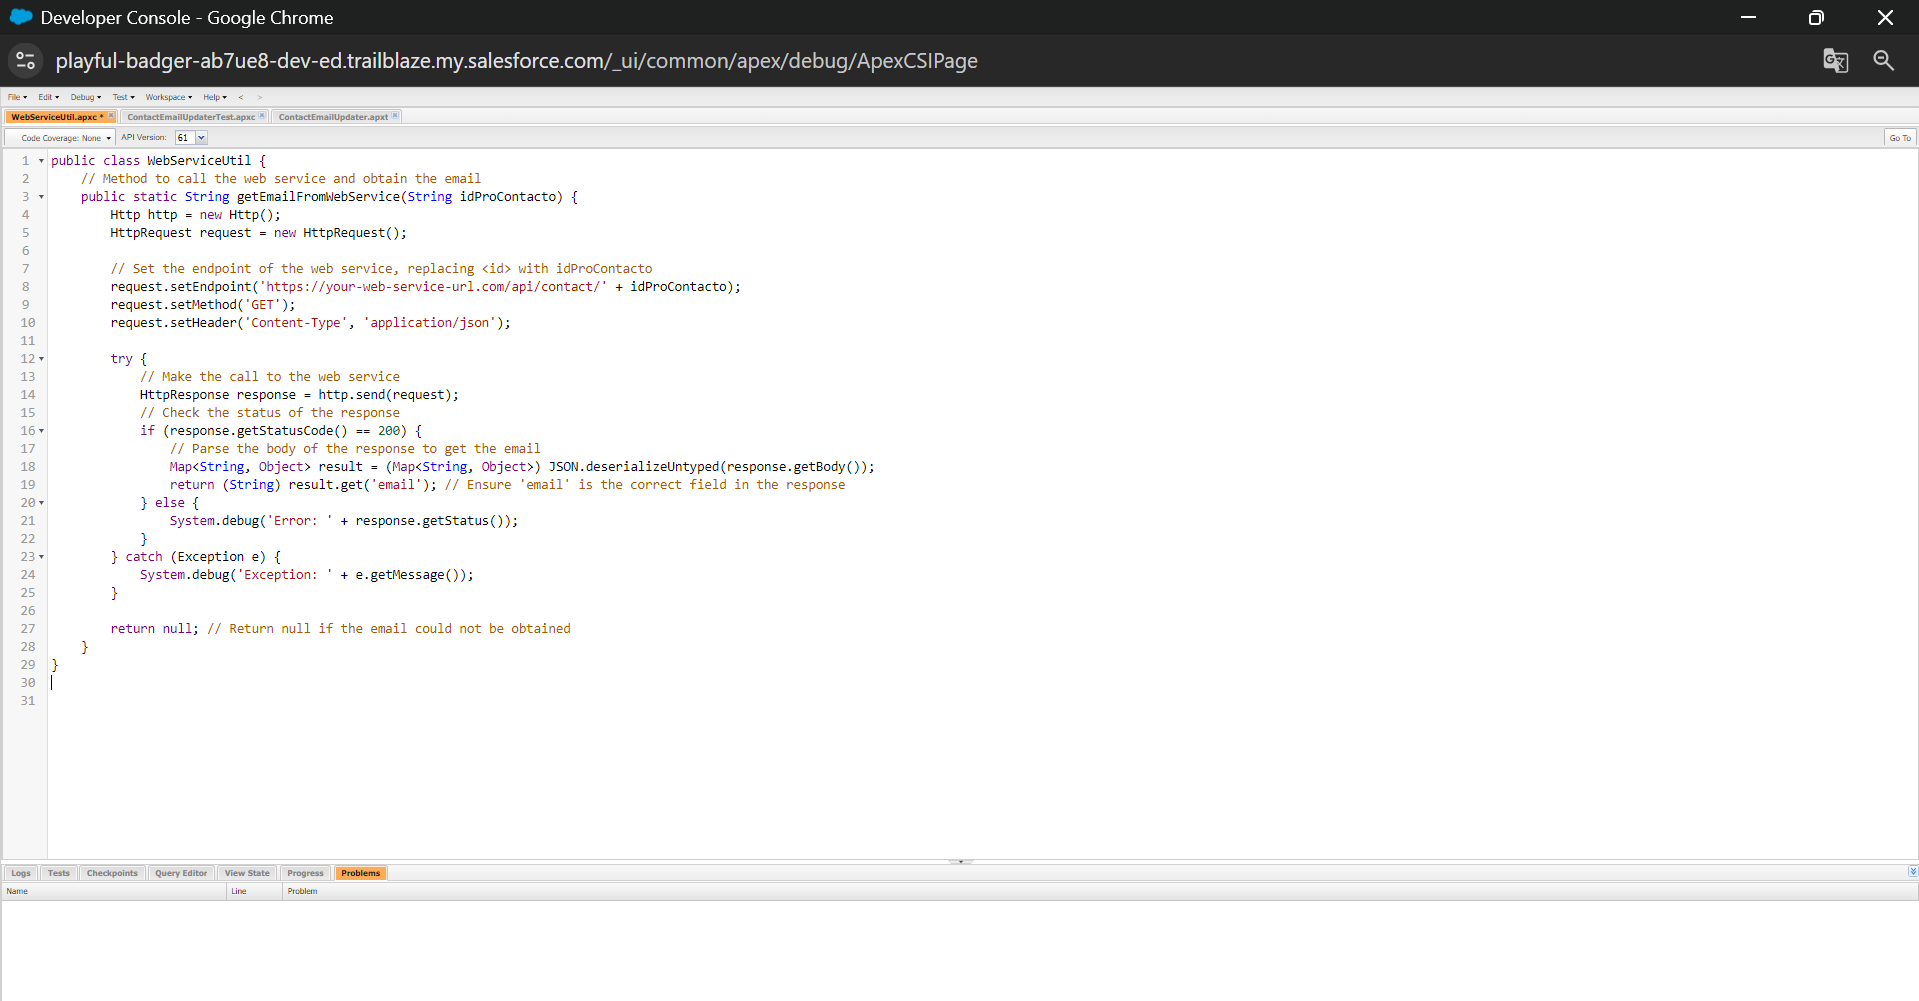 Developer Console - Google Chrome
playful-badger-ab7ue8-dev-ed.trailblaze.my.salesforce.com/_ui/common/apex/debug/ApexCSIPage
File Edit Debug Test Workspace Help < >
WebServiceUtil.apxc * ContactEmailUpdaterTest.apxc ContactEmailUpdater.apxt
Code Coverage: None API Version: 61 Go To
1 public class WebServiceUtil {
2 // Method to call the web service and obtain the email
3 public static String getEmailFromWebService(String idProContacto) {
4 Http http = new Http();
5 HttpRequest request = new HttpRequest();
6
7 // Set the endpoint of the web service, replacing <id> with idProContacto
8 request.setEndpoint('https://your-web-service-url.com/api/contact/' + idProContacto);
9 request.setMethod('GET');
10 request.setHeader('Content-Type', 'application/json');
11
12 try {
13 // Make the call to the web service
14 HttpResponse response = http.send(request);
15 // Check the status of the response
16 if (response.getStatusCode() == 200) {
17 // Parse the body of the response to get the email
18 Map<String, Object> result = (Map<String, Object>) JSON.deserializeUntyped(response.getBody());
19 return (String) result.get('email'); // Ensure 'email' is the correct field in the response
20 } else {
21 System.debug('Error: ' + response.getStatus());
22 }
23 } catch (Exception e) {
24 System.debug('Exception: ' + e.getMessage());
25 }
26
27 return null; // Return null if the email could not be obtained
28 }
29 }
30
31
Logs Tests Checkpoints Query Editor View State Progress Problems
Name Line Problem